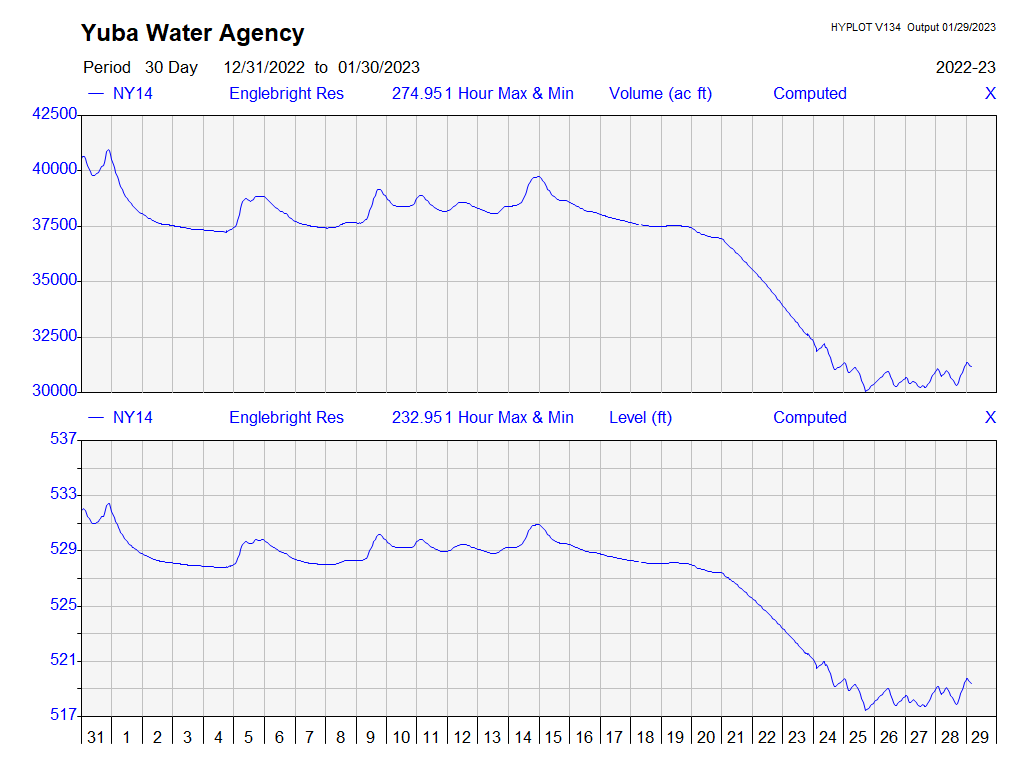 Yuba Water Agency
HYPLOT V134 Output 01/29/2023
Period 30 Day 12/31/2022 to 01/30/2023 2022-23
NY14 Englebright Res 274.951 Hour Max & Min Volume (ac ft) Computed X
42500
40000
37500
35000
32500
30000
NY14 Englebright Res 232.951 Hour Max & Min Level (ft) Computed X
537
533
529
525
521
517
31 1 2 3 4 5 6 7 8 9 10 11 12 13 14 15 16 17 18 19 20 21 22 23 24 25 26 27 28 29